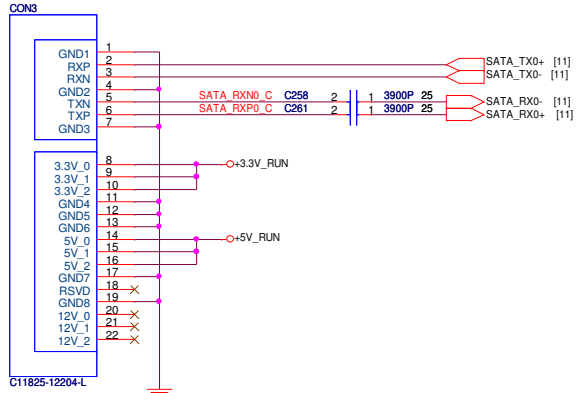 CON3
GND1 1
RXP 2 SATA_TX0+ [11]
RXN 3 SATA_TX0- [11]
GND2 4
TXN 5 SATA_RXN0_C C258 2 1 3900P 25 SATA_RX0- [11]
TXP 6 SATA_RXP0_C C261 2 1 3900P 25 SATA_RX0+ [11]
GND3 7
3.3V_0 8 +3.3V_RUN
3.3V_1 9
3.3V_2 10
GND4 11
GND5 12
GND6 13
5V_0 14 +5V_RUN
5V_1 15
5V_2 16
GND7 17
RSVD 18
GND8 19
12V_0 20
12V_1 21
12V_2 22
C11825-12204-L